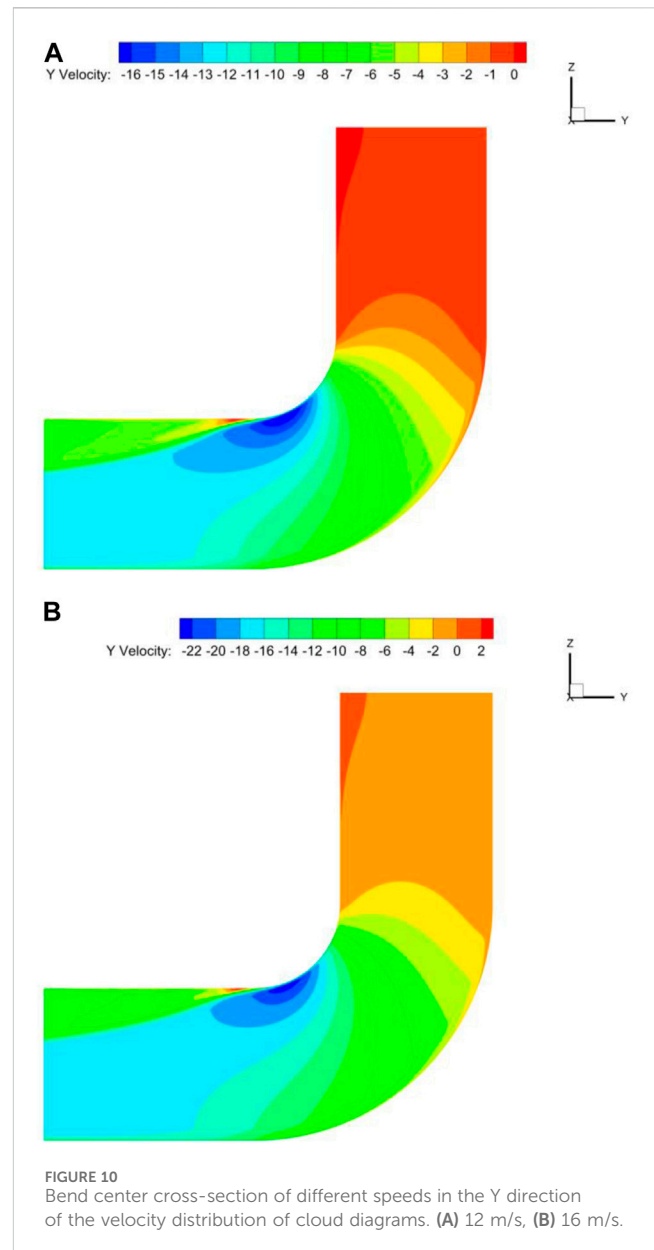 A
Y Velocity: -16 -15 -14 -13 -12 -11 -10 -9 -8 -7 -6 -5 -4 -3 -2 -1 0
Z
X Y
B
Y Velocity: -22 -20 -18 -16 -14 -12 -10 -8 -6 -4 -2 0 2
Z
X Y
FIGURE 10
Bend center cross-section of different speeds in the Y direction
of the velocity distribution of cloud diagrams. (A) 12 m/s, (B) 16 m/s.